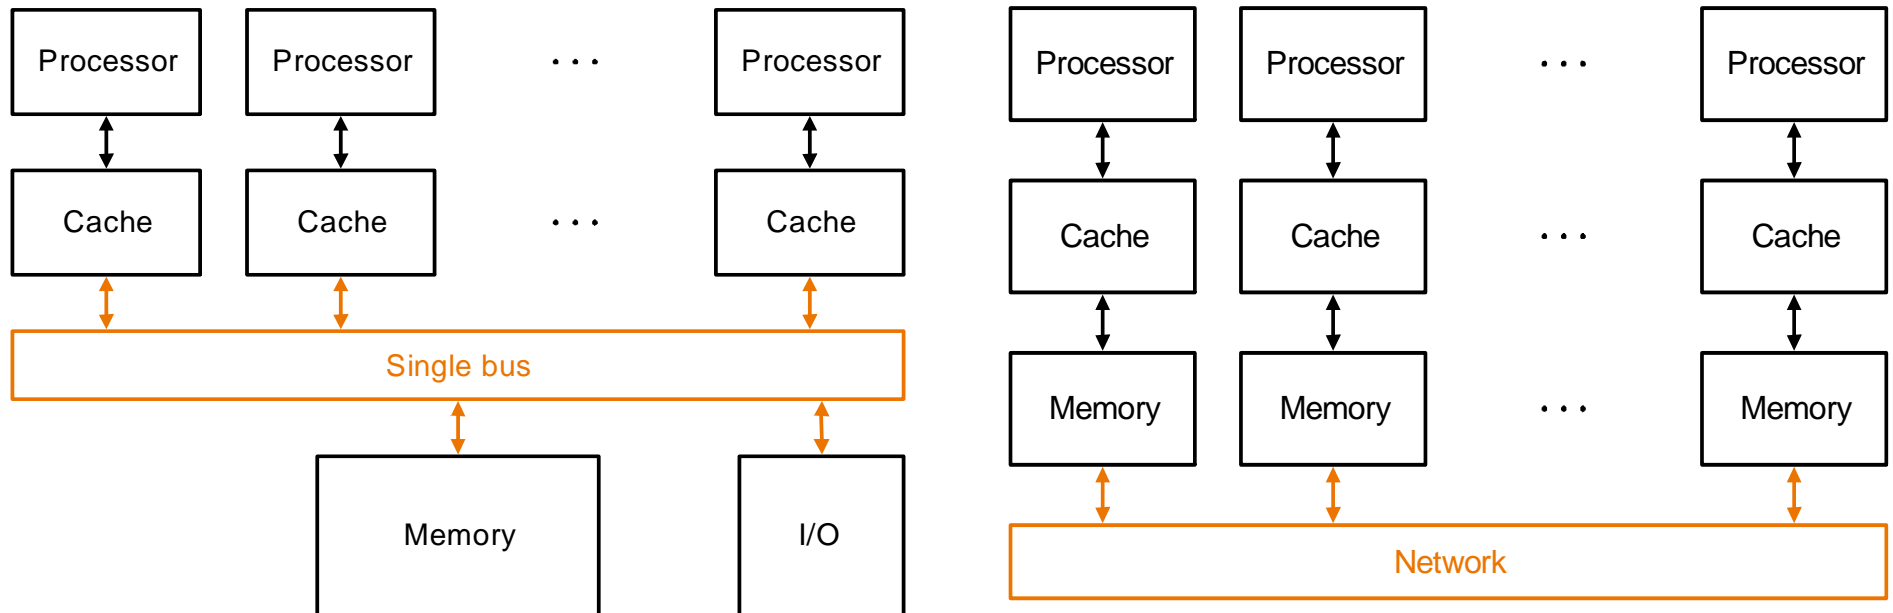 Processor Processor ... Processor
Cache Cache ... Cache
Single bus
Memory I/O
Processor Processor ... Processor
Cache Cache ... Cache
Memory Memory ... Memory
Network